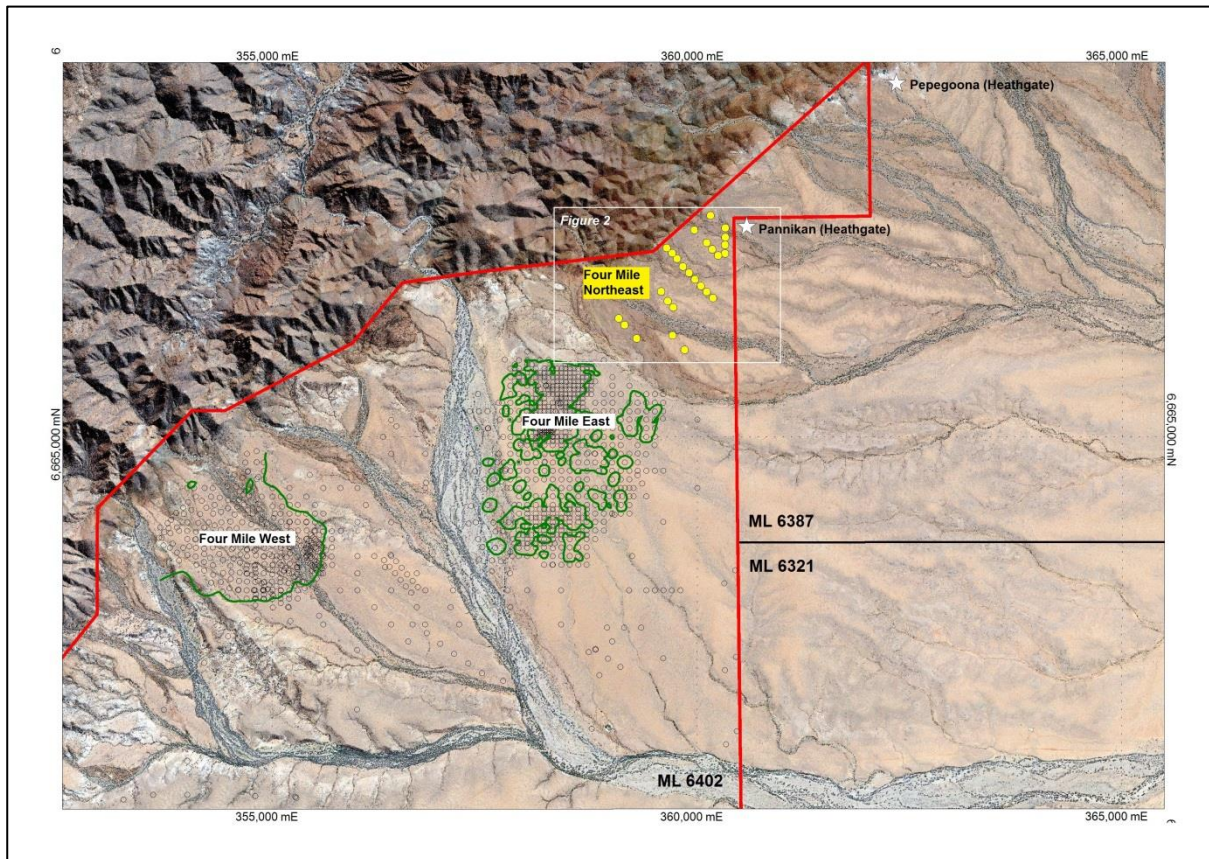 6
355,000 mE
360,000 mE
365,000 mE
Pepegoona (Heathgate)
Figure 2
Pannikan (Heathgate)
Four Mile
Northeast
Four Mile East
6,665,000 mN
6,665,000 mN
ML 6387
Four Mile West
ML 6321
ML 6402
355,000 mE
360,000 mE
365,000 mE